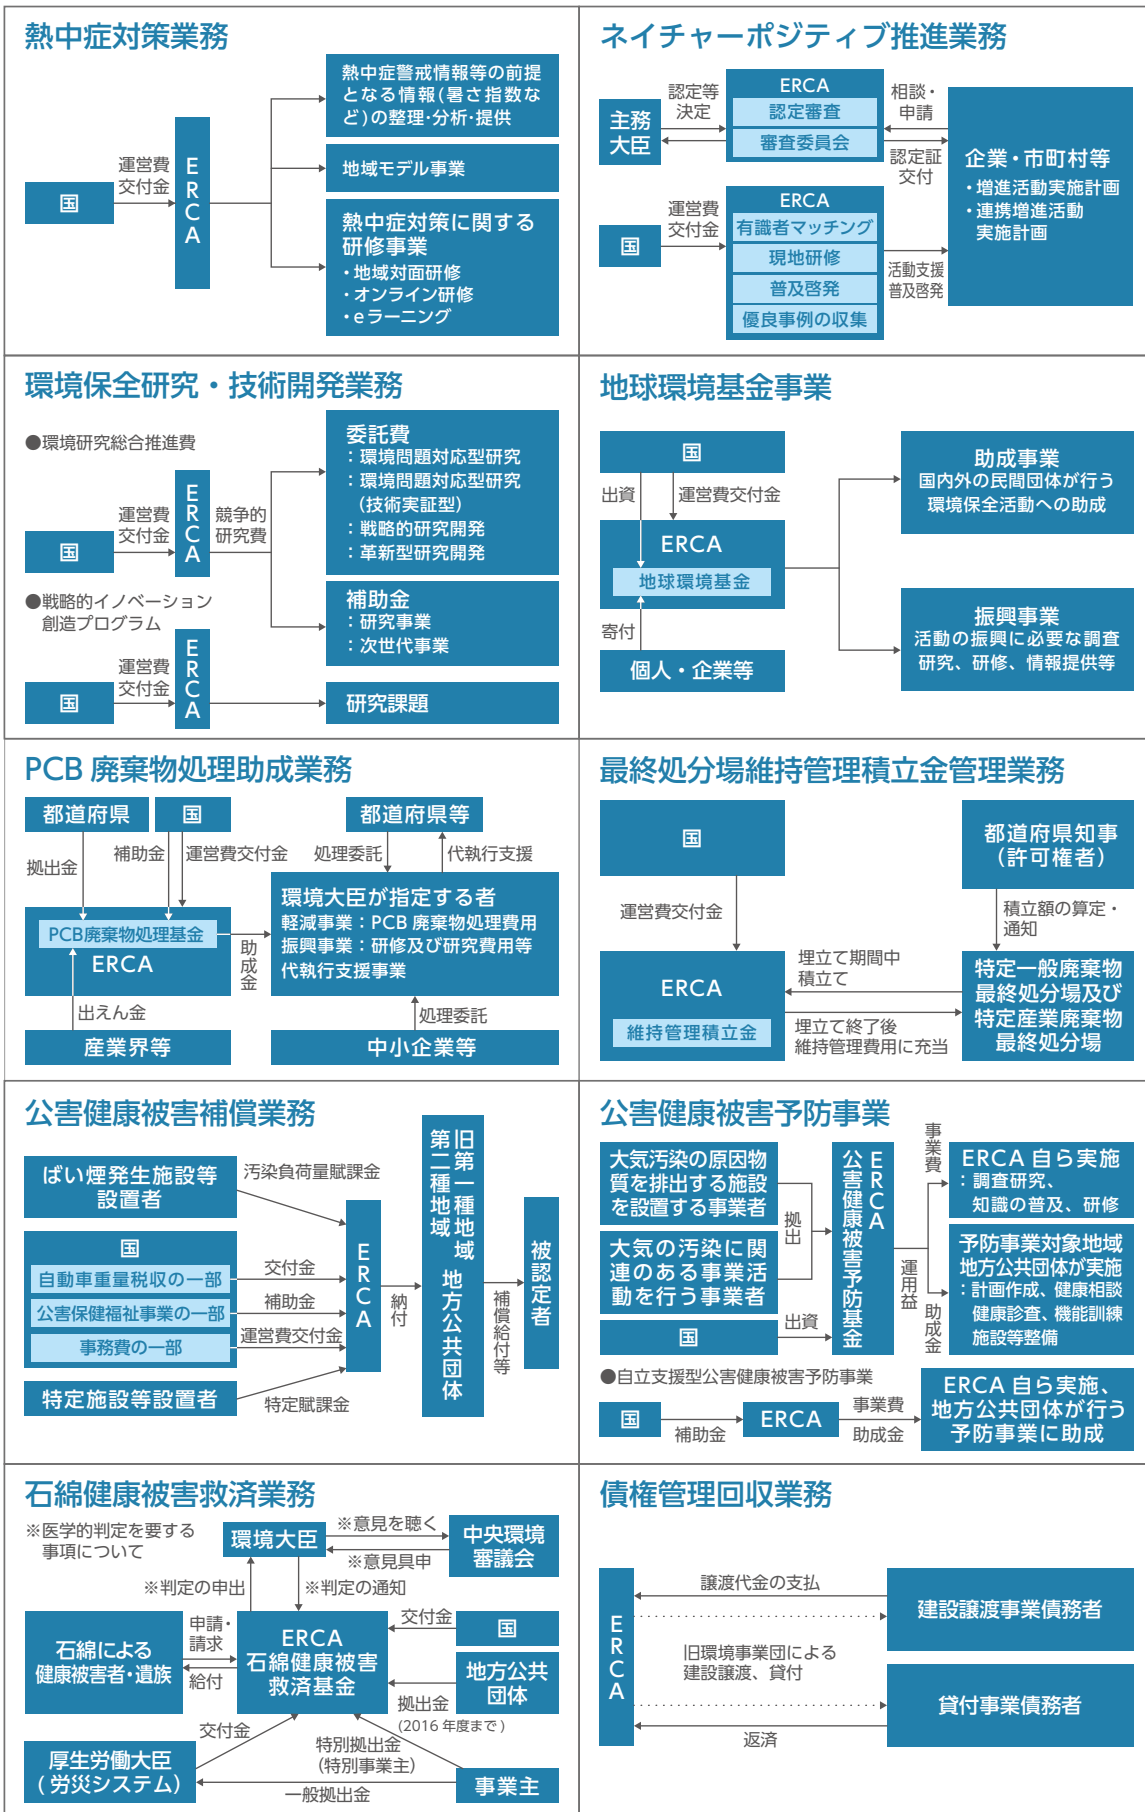 熱中症対策業務
国
運営費
交付金
ERCA
熱中症警戒情報等の前提
となる情報(暑さ指数な
ど)の整理・分析・提供
地域モデル事業
熱中症対策に関する
研修事業
・地域対面研修
・オンライン研修
・eラーニング
ネイチャーポジティブ推進業務
主務
大臣
認定等
決定
ERCA
認定審査
審査委員会
相談・
申請
認定証
交付
企業・市町村等
・増進活動実施計画
・連携増進活動
実施計画
国
運営費
交付金
ERCA
有識者マッチング
現地研修
普及啓発
優良事例の収集
活動支援
普及啓発
環境保全研究・技術開発業務
●環境研究総合推進費
国
運営費
交付金
ERCA
競争的
研究費
委託費
：環境問題対応型研究
：環境問題対応型研究
(技術実証型)
：戦略的研究開発
：革新型研究開発
補助金
：研究事業
：次世代事業
●戦略的イノベーション
創造プログラム
国
運営費
交付金
ERCA
研究課題
地球環境基金事業
国
出資
運営費交付金
ERCA
地球環境基金
寄付
個人・企業等
助成事業
国内外の民間団体が行う
環境保全活動への助成
振興事業
活動の振興に必要な調査
研究、研修、情報提供等
PCB 廃棄物処理助成業務
都道府県
国
拠出金
補助金
運営費交付金
PCB廃棄物処理基金
ERCA
出えん金
産業界等
助成金
都道府県等
処理委託
代執行支援
環境大臣が指定する者
軽減事業：PCB 廃棄物処理費用
振興事業：研修及び研究費用等
代執行支援事業
処理委託
中小企業等
最終処分場維持管理積立金管理業務
国
運営費交付金
ERCA
維持管理積立金
都道府県知事
(許可権者)
積立額の算定・
通知
埋立て期間中
積立て
埋立て終了後
維持管理費用に充当
特定一般廃棄物
最終処分場及び
特定産業廃棄物
最終処分場
公害健康被害補償業務
ばい煙発生施設等
設置者
汚染負荷量賦課金
国
自動車重量税収の一部
交付金
公害保健福祉事業の一部
補助金
事務費の一部
運営費交付金
特定施設等設置者
特定賦課金
ERCA
納付
旧第一種地域
第二種地域
地方公共団体
補償給付等
被認定者
公害健康被害予防事業
大気汚染の原因物
質を排出する施設
を設置する事業者
大気の汚染に関
連のある事業活
動を行う事業者
拠出
国
出資
ERCA
公害健康被害予防基金
運用益
事業費
助成金
ERCA 自ら実施
：調査研究、
知識の普及、研修
予防事業対象地域
地方公共団体が実施
：計画作成、健康相談
健康診査、機能訓練
施設等整備
●自立支援型公害健康被害予防事業
国
補助金
ERCA
事業費
助成金
ERCA 自ら実施、
地方公共団体が行う
予防事業に助成
石綿健康被害救済業務
※医学的判定を要する
事項について
環境大臣
※意見を聴く
※意見具申
中央環境
審議会
※判定の申出
※判定の通知
石綿による
健康被害者・遺族
申請・
請求
給付
ERCA
石綿健康被害
救済基金
交付金
国
地方公共
団体
拠出金
(2016 年度まで)
交付金
特別拠出金
(特別事業主)
厚生労働大臣
(労災システム)
一般拠出金
事業主
債権管理回収業務
ERCA
譲渡代金の支払
建設譲渡事業債務者
旧環境事業団による
建設譲渡、貸付
貸付事業債務者
返済